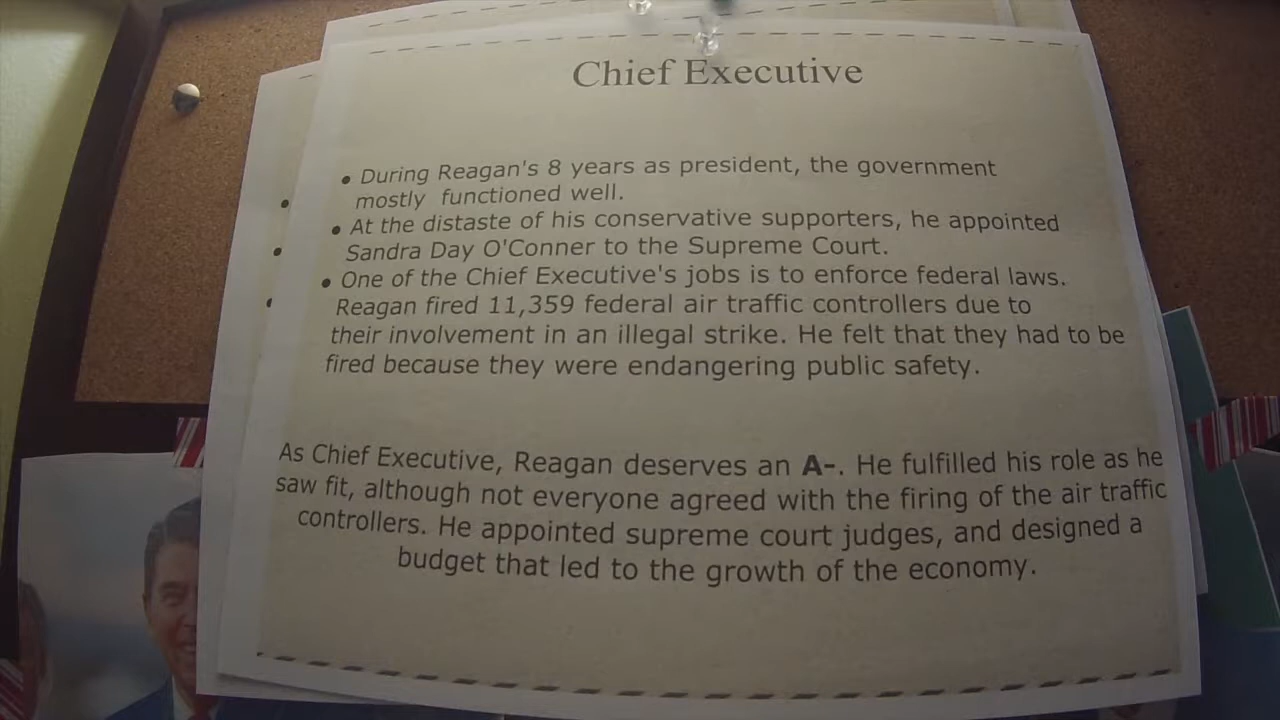 Chief Executive
• During Reagan's 8 years as president, the government
mostly functioned well.
• At the distaste of his conservative supporters, he appointed
Sandra Day O'Conner to the Supreme Court.
• One of the Chief Executive's jobs is to enforce federal laws.
Reagan fired 11,359 federal air traffic controllers due to
their involvement in an illegal strike. He felt that they had to be
fired because they were endangering public safety.
As Chief Executive, Reagan deserves an A-. He fulfilled his role as he
saw fit, although not everyone agreed with the firing of the air traffic
controllers. He appointed supreme court judges, and designed a
budget that led to the growth of the economy.